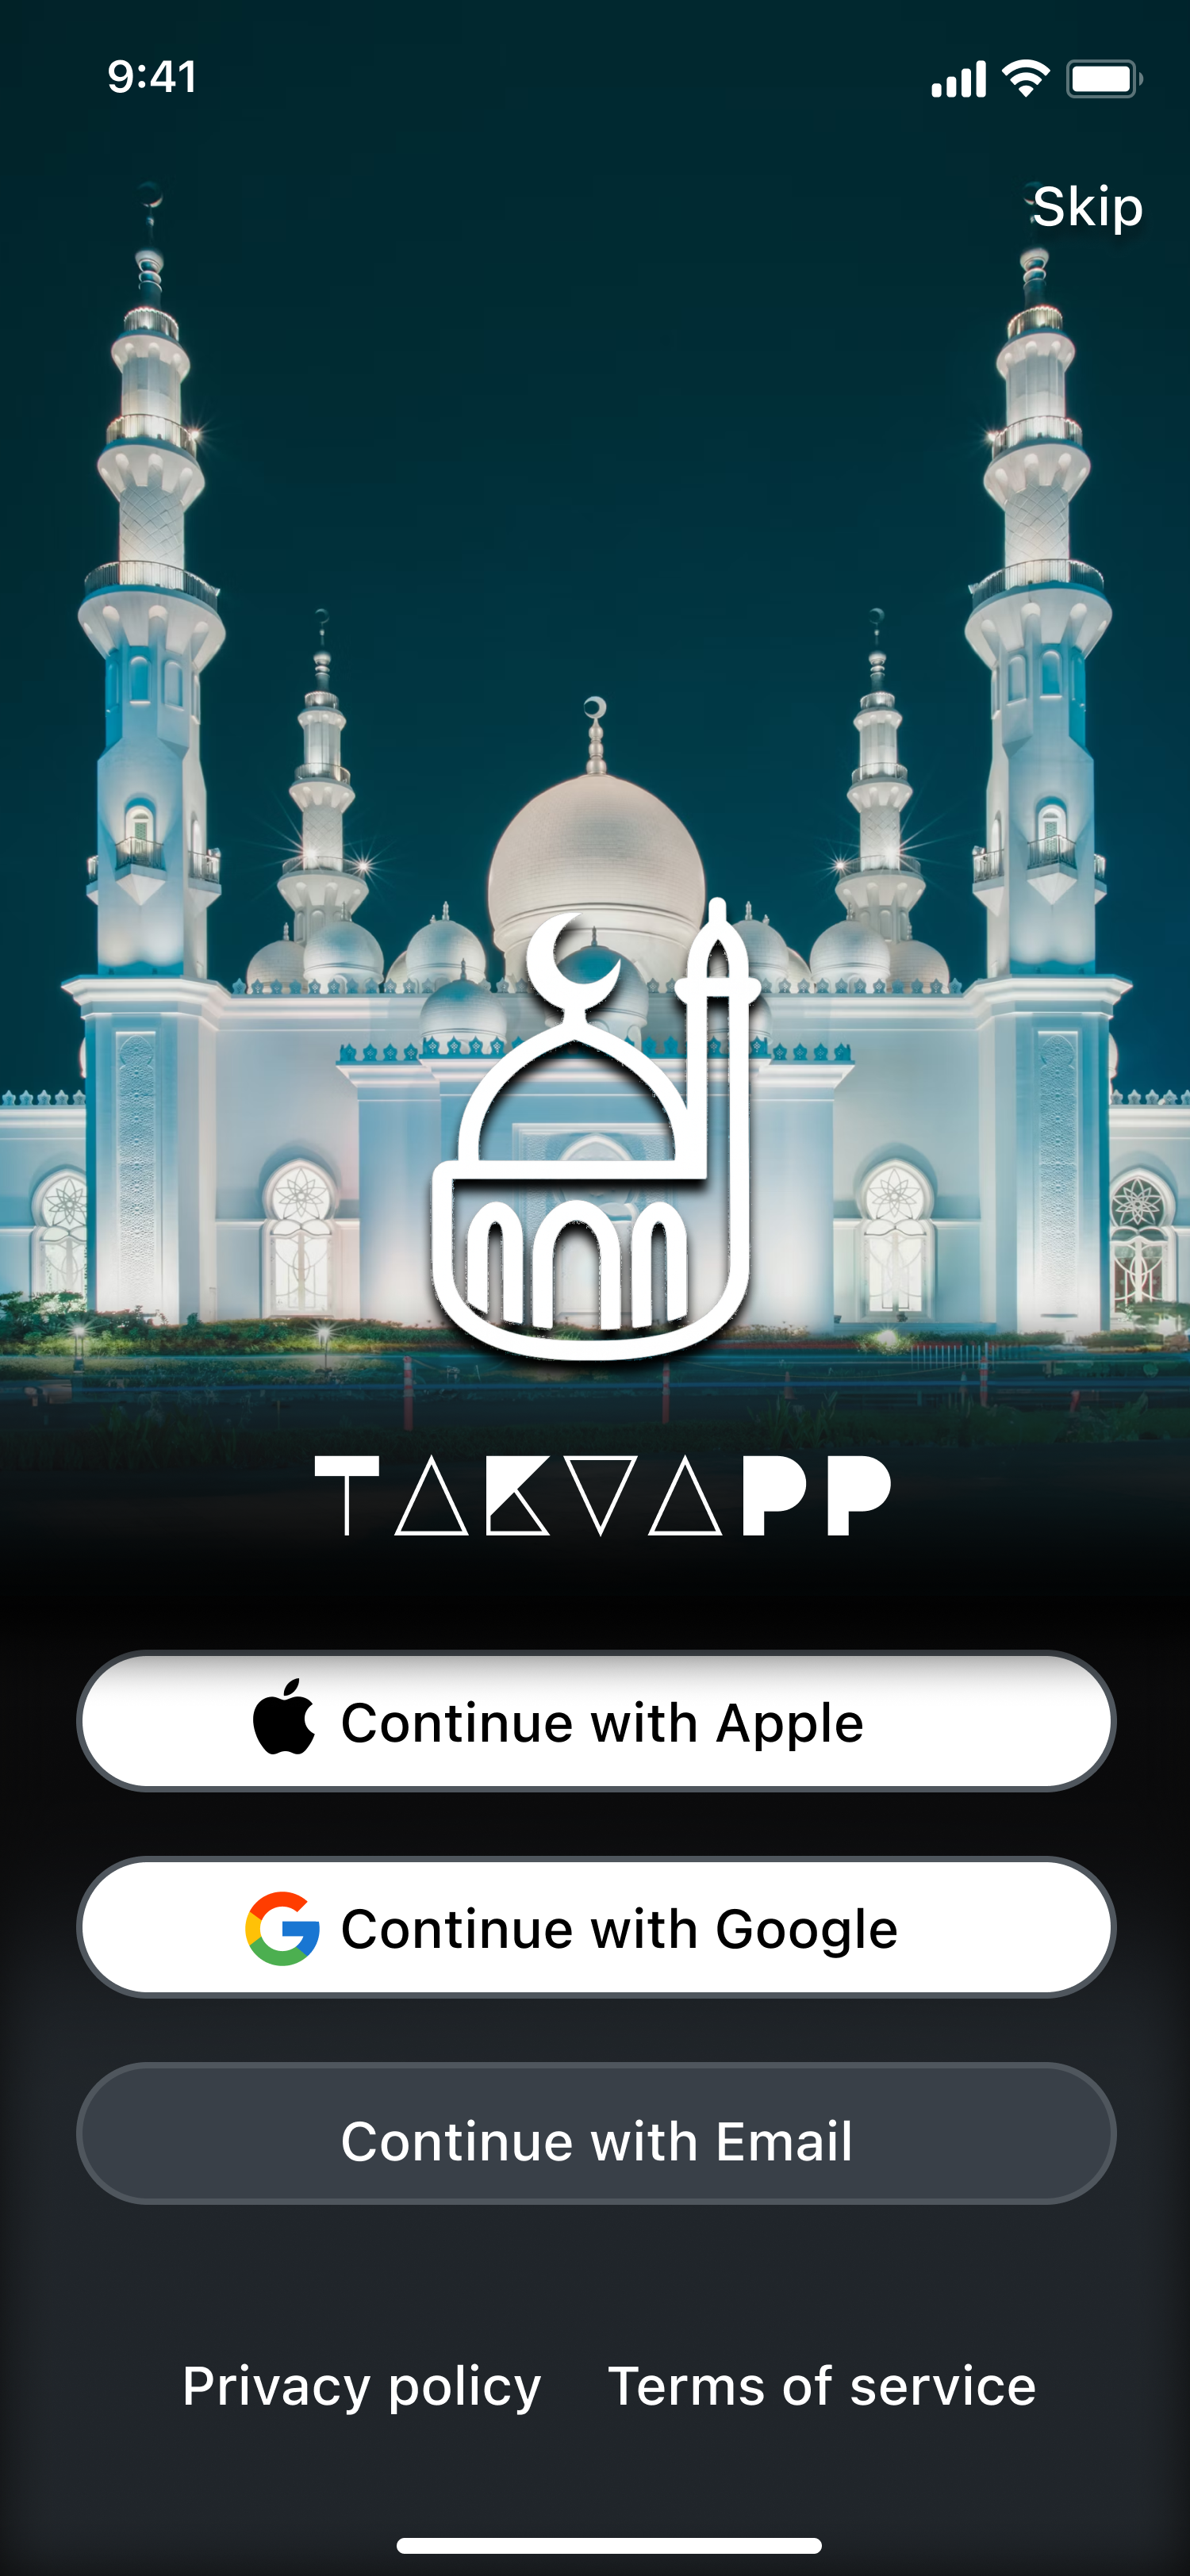 9:41
Skip
TAKVAPP
Continue with Apple
Continue with Google
Continue with Email
Privacy policy Terms of service